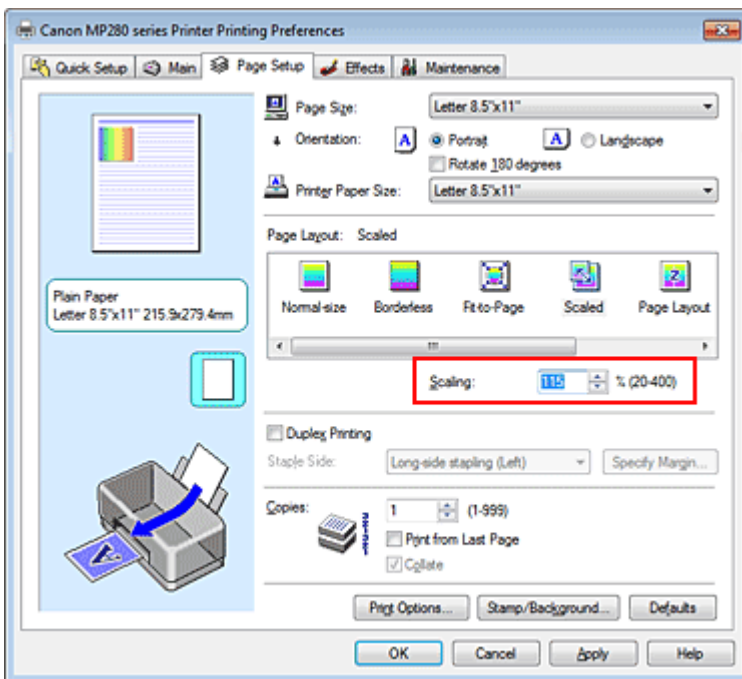 Canon MP280 series Printer Printing Preferences
Quick Setup Main Page Setup Effects Maintenance
Page Size: Letter 8.5"x11"
Orientation: A Portrait A Landscape
Rotate 180 degrees
Printer Paper Size: Letter 8.5"x11"
Page Layout: Scaled
Normal-size Borderless Fit-to-Page Scaled Page Layout
Plain Paper
Letter 8.5"x11" 215.9x279.4mm
Scaling: 115 % (20-400)
Duplex Printing
Staple Side: Long-side stapling (Left) Specify Margin...
Copies: 1 (1-999)
Print from Last Page
Collate
Print Options... Stamp/Background... Defaults
OK Cancel Apply Help